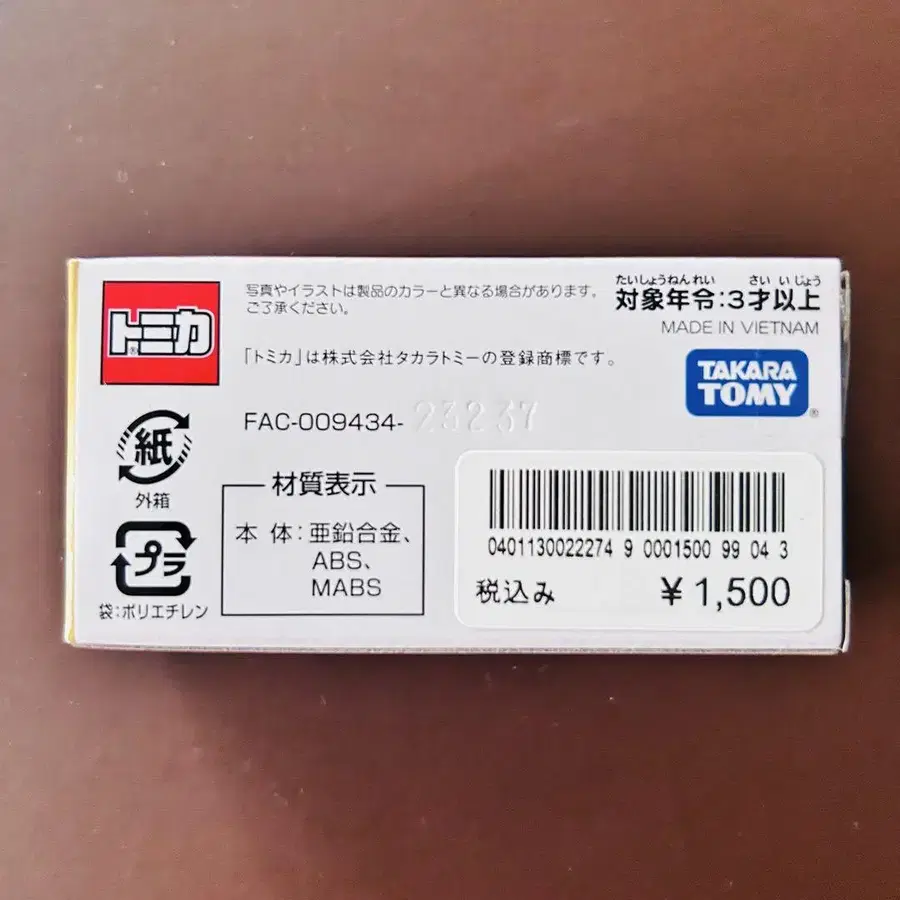 トミカ®
写真やイラストは製品のカラーと異なる場合があります。
ご了承ください。
「トミカ」は株式会社タカラトミーの登録商標です。
FAC-009434-23237
たいしょうねんれい さい いじょう
対象年令:3才以上
MADE IN VIETNAM
TAKARA
TOMY®
紙
外箱
プラ
袋:ポリエチレン
材質表示
本 体:亜鉛合金、
ABS、
MABS
0401130022274 9 0001500 99 04 3
税込み ¥1,500